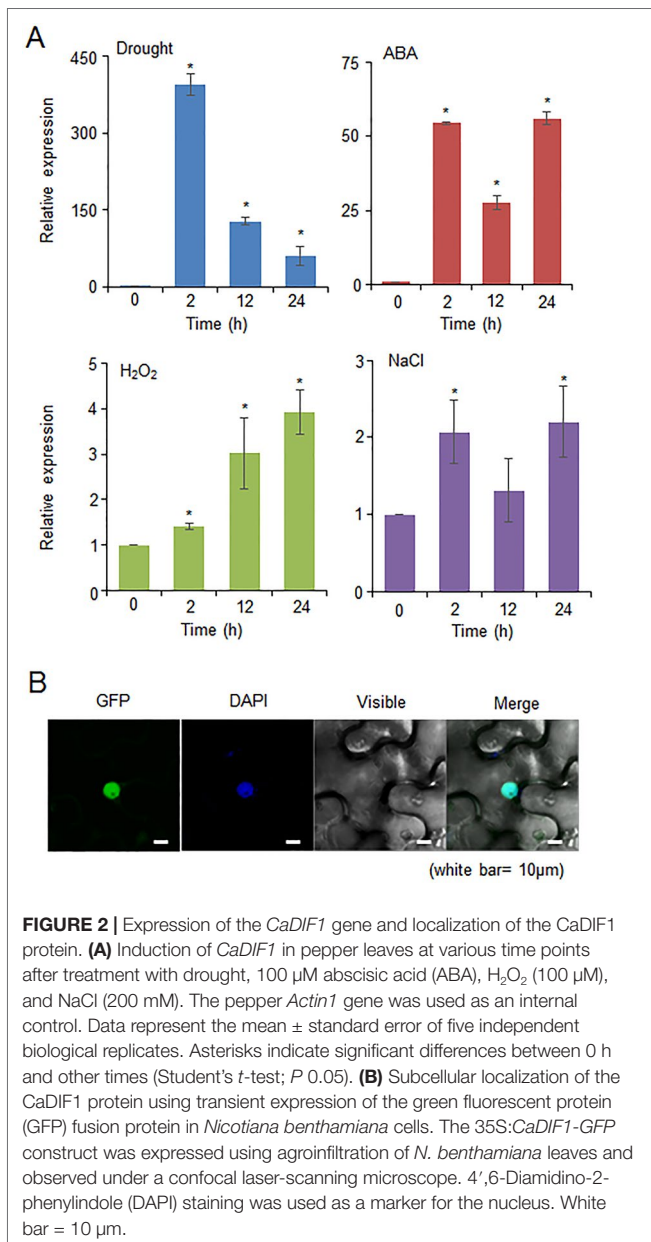 A
Drought
ABA
450
300
150
0
Relative expression
*
*
*
0 2 12 24
Time (h)
75
50
25
0
*
*
*
0 2 12 24
Time (h)
H₂O₂
NaCl
5
4
3
2
1
0
Relative expression
*
*
*
0 2 12 24
Time (h)
3
2
1
0
*
*
0 2 12 24
Time (h)
B
GFP DAPI Visible Merge
(white bar= 10μm)
FIGURE 2 | Expression of the CaDIF1 gene and localization of the CaDIF1
protein. (A) Induction of CaDIF1 in pepper leaves at various time points
after treatment with drought, 100 μM abscisic acid (ABA), H₂O₂ (100 μM),
and NaCl (200 mM). The pepper Actin1 gene was used as an internal
control. Data represent the mean ± standard error of five independent
biological replicates. Asterisks indicate significant differences between 0 h
and other times (Student's t-test; P 0.05). (B) Subcellular localization of the
CaDIF1 protein using transient expression of the green fluorescent protein
(GFP) fusion protein in Nicotiana benthamiana cells. The 35S:CaDIF1-GFP
construct was expressed using agroinfiltration of N. benthamiana leaves and
observed under a confocal laser-scanning microscope. 4′,6-Diamidino-2-
phenylindole (DAPI) staining was used as a marker for the nucleus. White
bar = 10 μm.